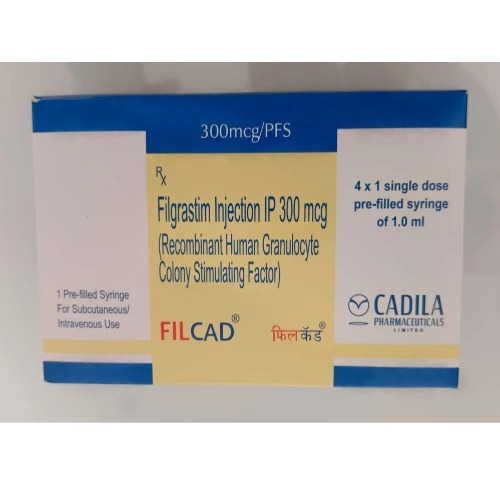 300mcg/PFS
Rx
Filgrastim Injection IP 300 mcg
(Recombinant Human Granulocyte
Colony Stimulating Factor)
FILCAD®
फिलकॅड®
1 Pre-filled Syringe
For Subcutaneous/
Intravenous Use
4 x 1 single dose
pre-filled syringe
of 1.0 ml
CADILA
PHARMACEUTICALS
LIMITED